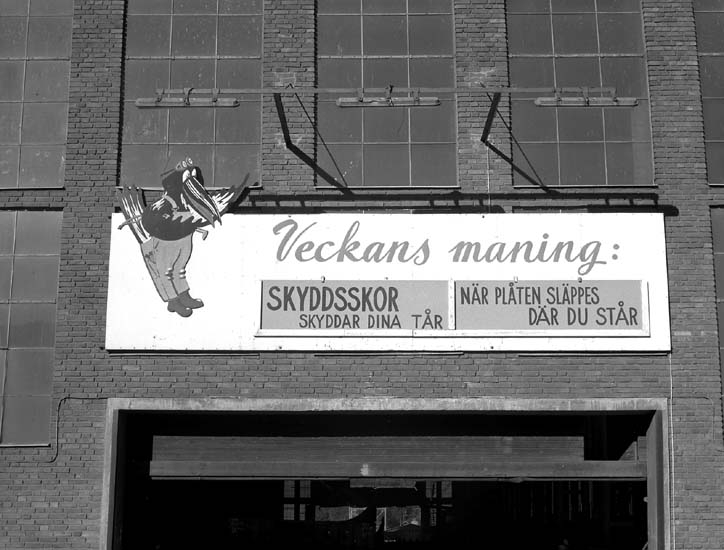 Veckans maning:
SKYDDSSKOR
SKYDDAR DINA TÅR
NÄR PLÅTEN SLÄPPES
DÄR DU STÅR